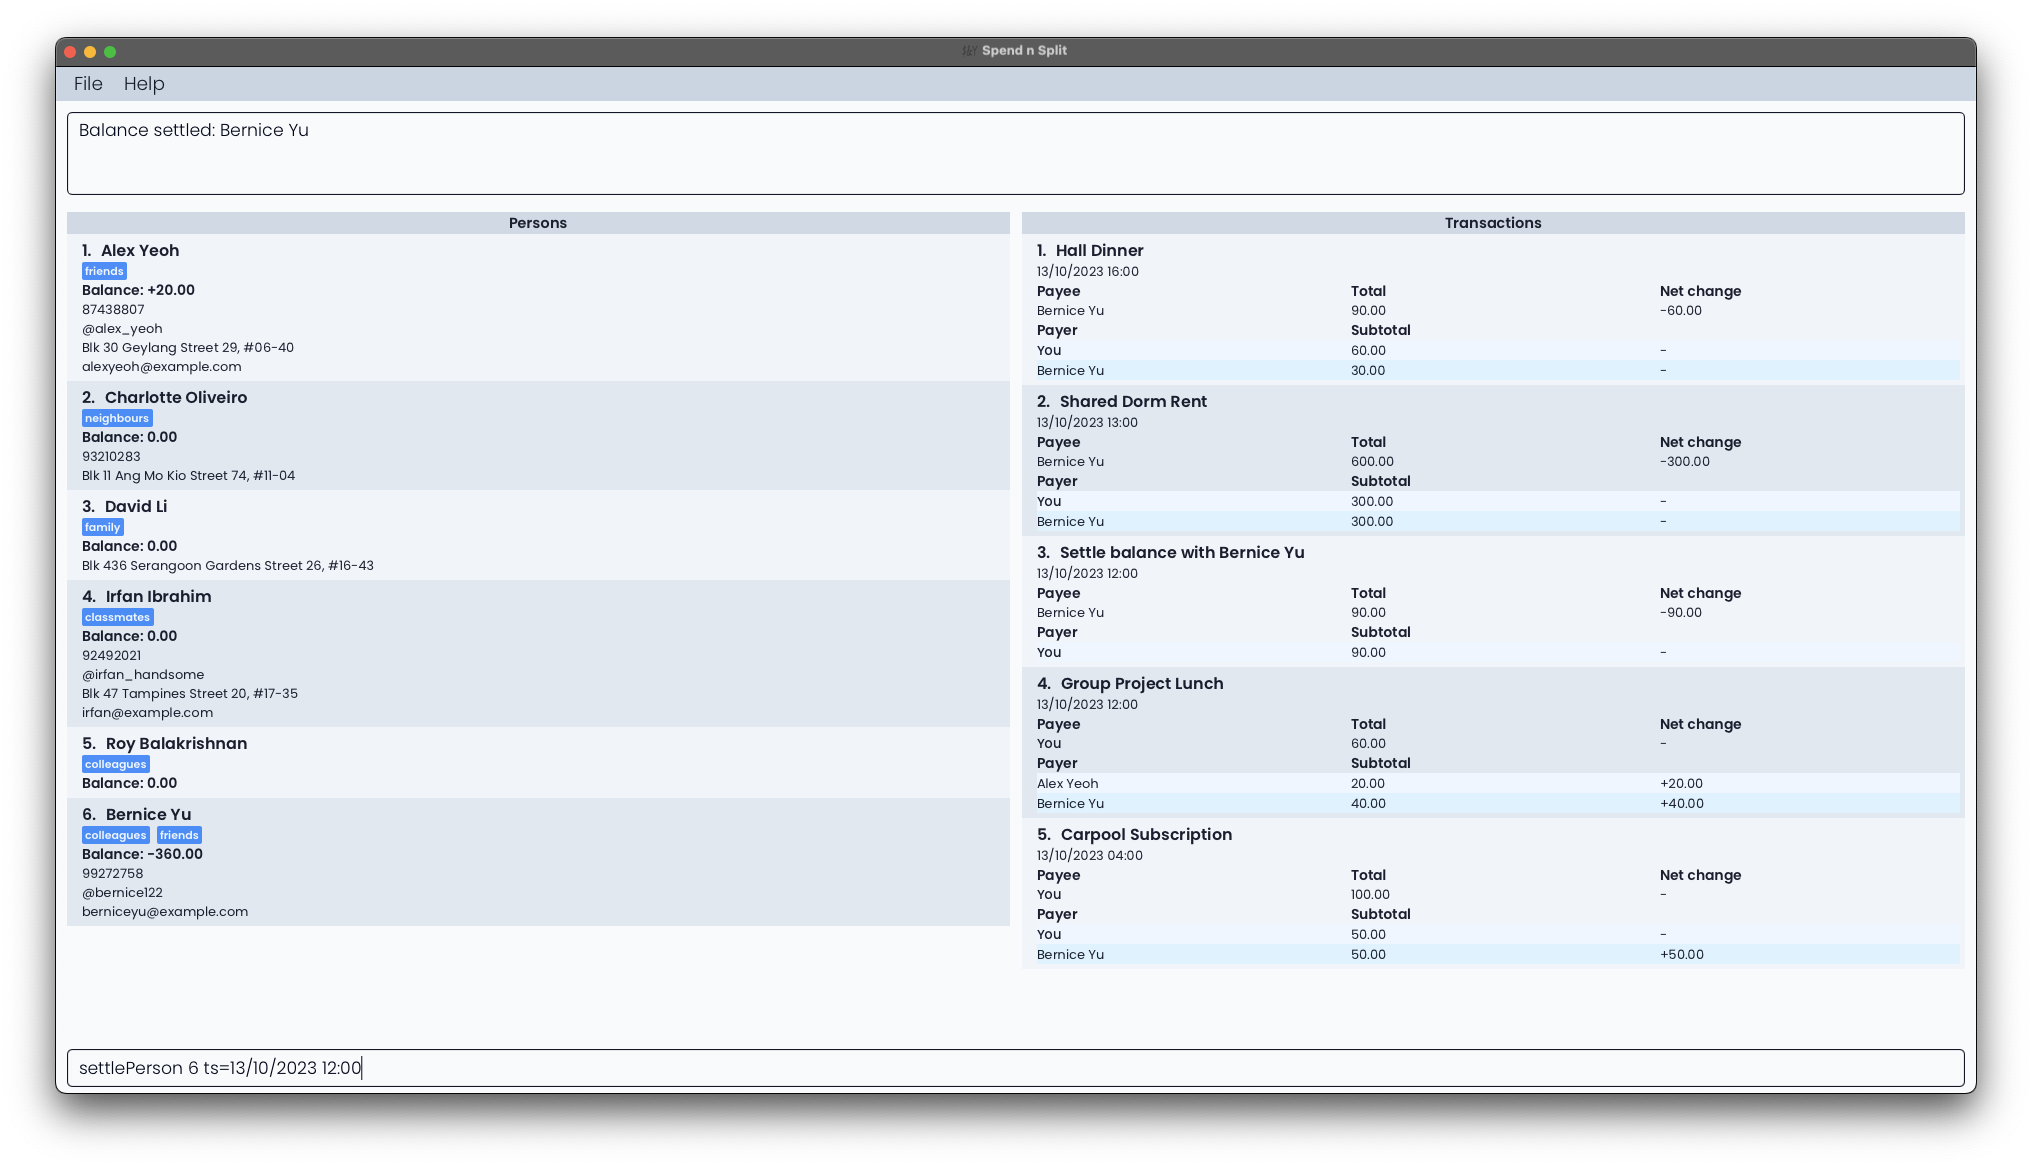 Spend n Split
File Help
Balance settled: Bernice Yu
Persons
1. Alex Yeoh
friends
Balance: +20.00
87438807
@alex_yeoh
Blk 30 Geylang Street 29, #06-40
alexyeoh@example.com
2. Charlotte Oliveiro
neighbours
Balance: 0.00
93210283
Blk 11 Ang Mo Kio Street 74, #11-04
3. David Li
family
Balance: 0.00
Blk 436 Serangoon Gardens Street 26, #16-43
4. Irfan Ibrahim
classmates
Balance: 0.00
92492021
@irfan_handsome
Blk 47 Tampines Street 20, #17-35
irfan@example.com
5. Roy Balakrishnan
colleagues
Balance: 0.00
6. Bernice Yu
colleagues friends
Balance: -360.00
99272758
@bernice122
berniceyu@example.com
Transactions
1. Hall Dinner
13/10/2023 16:00
Payee Total Net change
Bernice Yu 90.00 -60.00
Payer Subtotal
You 60.00 -
Bernice Yu 30.00 -
2. Shared Dorm Rent
13/10/2023 13:00
Payee Total Net change
Bernice Yu 600.00 -300.00
Payer Subtotal
You 300.00 -
Bernice Yu 300.00 -
3. Settle balance with Bernice Yu
13/10/2023 12:00
Payee Total Net change
Bernice Yu 90.00 -90.00
Payer Subtotal
You 90.00 -
4. Group Project Lunch
13/10/2023 12:00
Payee Total Net change
You 60.00 -
Payer Subtotal
Alex Yeoh 20.00 +20.00
Bernice Yu 40.00 +40.00
5. Carpool Subscription
13/10/2023 04:00
Payee Total Net change
You 100.00 -
Payer Subtotal
You 50.00 -
Bernice Yu 50.00 +50.00
settlePerson 6 ts=13/10/2023 12:00